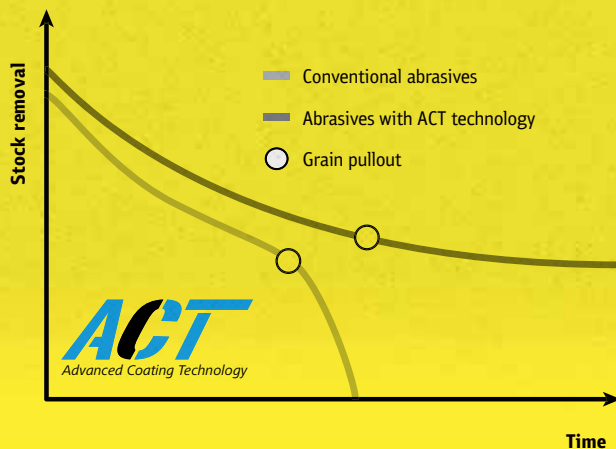 Stock removal
Conventional abrasives
Abrasives with ACT technology
Grain pullout
ACT
Advanced Coating Technology
Time